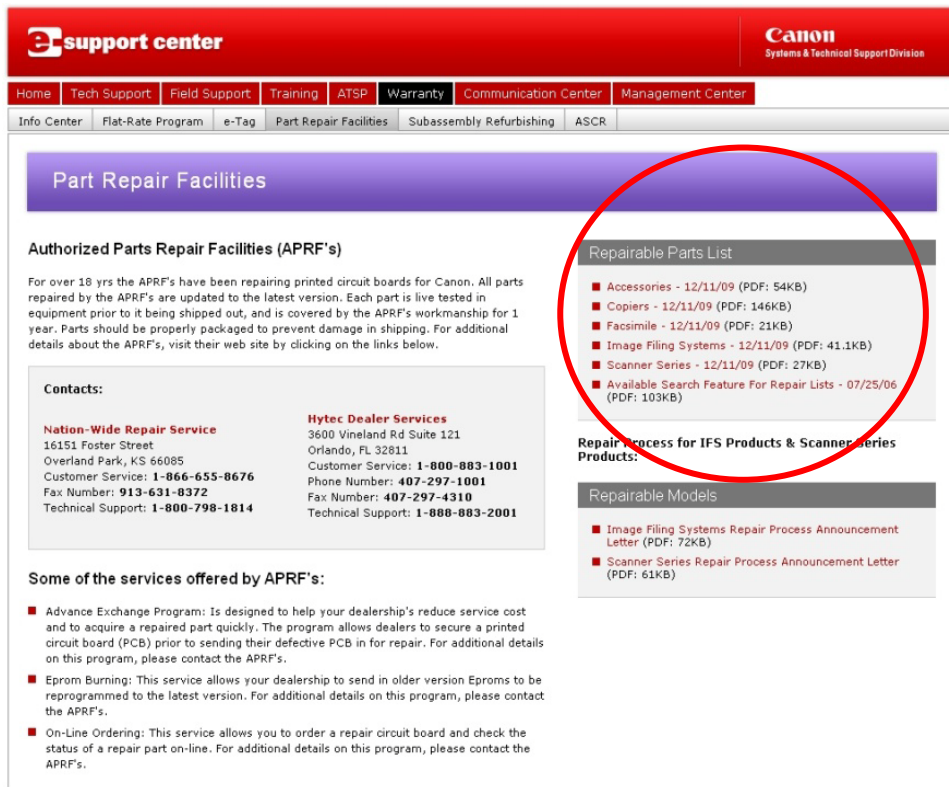 e-support center
Canon
Systems & Technical Support Division
Home Tech Support Field Support Training ATSP Warranty Communication Center Management Center
Info Center Flat-Rate Program e-Tag Part Repair Facilities Subassembly Refurbishing ASCR
Part Repair Facilities
Authorized Parts Repair Facilities (APRF's)
For over 18 yrs the APRF's have been repairing printed circuit boards for Canon. All parts
repaired by the APRF's are updated to the latest version. Each part is live tested in
equipment prior to it being shipped out, and is covered by the APRF's workmanship for 1
year. Parts should be properly packaged to prevent damage in shipping. For additional
details about the APRF's, visit their web site by clicking on the links below.
Contacts:
Nation-Wide Repair Service
16151 Foster Street
Overland Park, KS 66085
Customer Service: 1-866-655-8676
Fax Number: 913-631-8372
Technical Support: 1-800-798-1814
Hytec Dealer Services
3600 Vineland Rd Suite 121
Orlando, FL 32811
Customer Service: 1-800-883-1001
Phone Number: 407-297-1001
Fax Number: 407-297-4310
Technical Support: 1-888-883-2001
Some of the services offered by APRF's:
Advance Exchange Program: Is designed to help your dealership's reduce service cost
and to acquire a repaired part quickly. The program allows dealers to secure a printed
circuit board (PCB) prior to sending their defective PCB in for repair. For additional details
on this program, please contact the APRF's.
Eprom Burning: This service allows your dealership to send in older version Eproms to be
reprogrammed to the latest version. For additional details on this program, please contact
the APRF's.
On-Line Ordering: This service allows you to order a repair circuit board and check the
status of a repair part on-line. For additional details on this program, please contact the
APRF's.
Repairable Parts List
Accessories - 12/11/09 (PDF: 54KB)
Copiers - 12/11/09 (PDF: 146KB)
Facsimile - 12/11/09 (PDF: 21KB)
Image Filing Systems - 12/11/09 (PDF: 41.1KB)
Scanner Series - 12/11/09 (PDF: 27KB)
Available Search Feature For Repair Lists - 07/25/06
(PDF: 103KB)
Repair Process for IFS Products & Scanner Series
Products:
Repairable Models
Image Filing Systems Repair Process Announcement
Letter (PDF: 72KB)
Scanner Series Repair Process Announcement Letter
(PDF: 61KB)